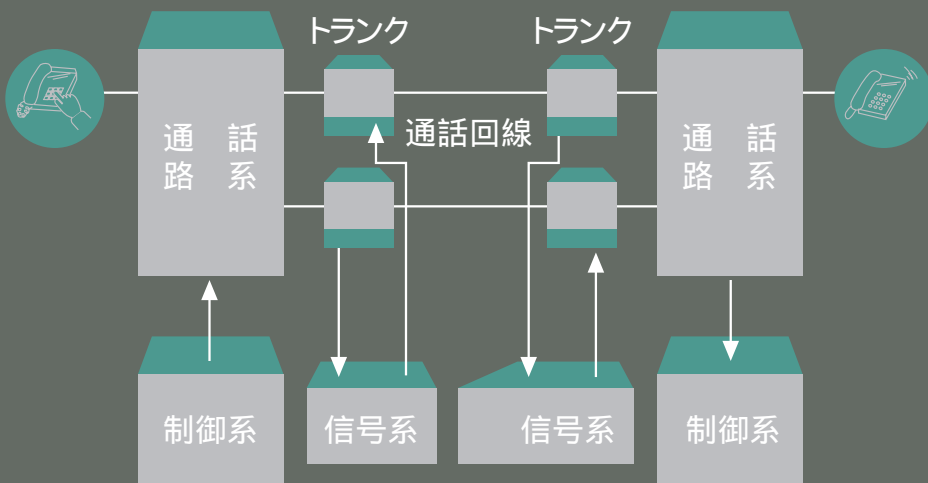 トランク
トランク
通話回線
通話
路系
通話
路系
制御系
信号系
信号系
制御系